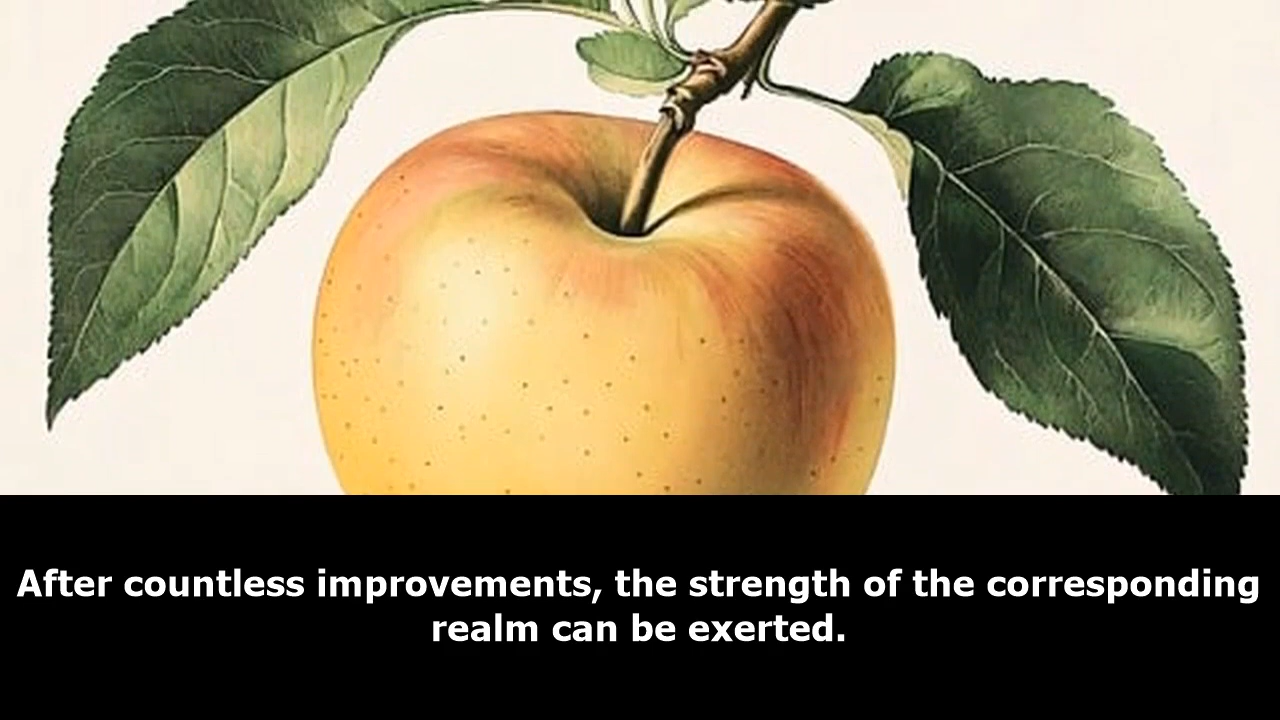 After countless improvements, the strength of the corresponding
realm can be exerted.